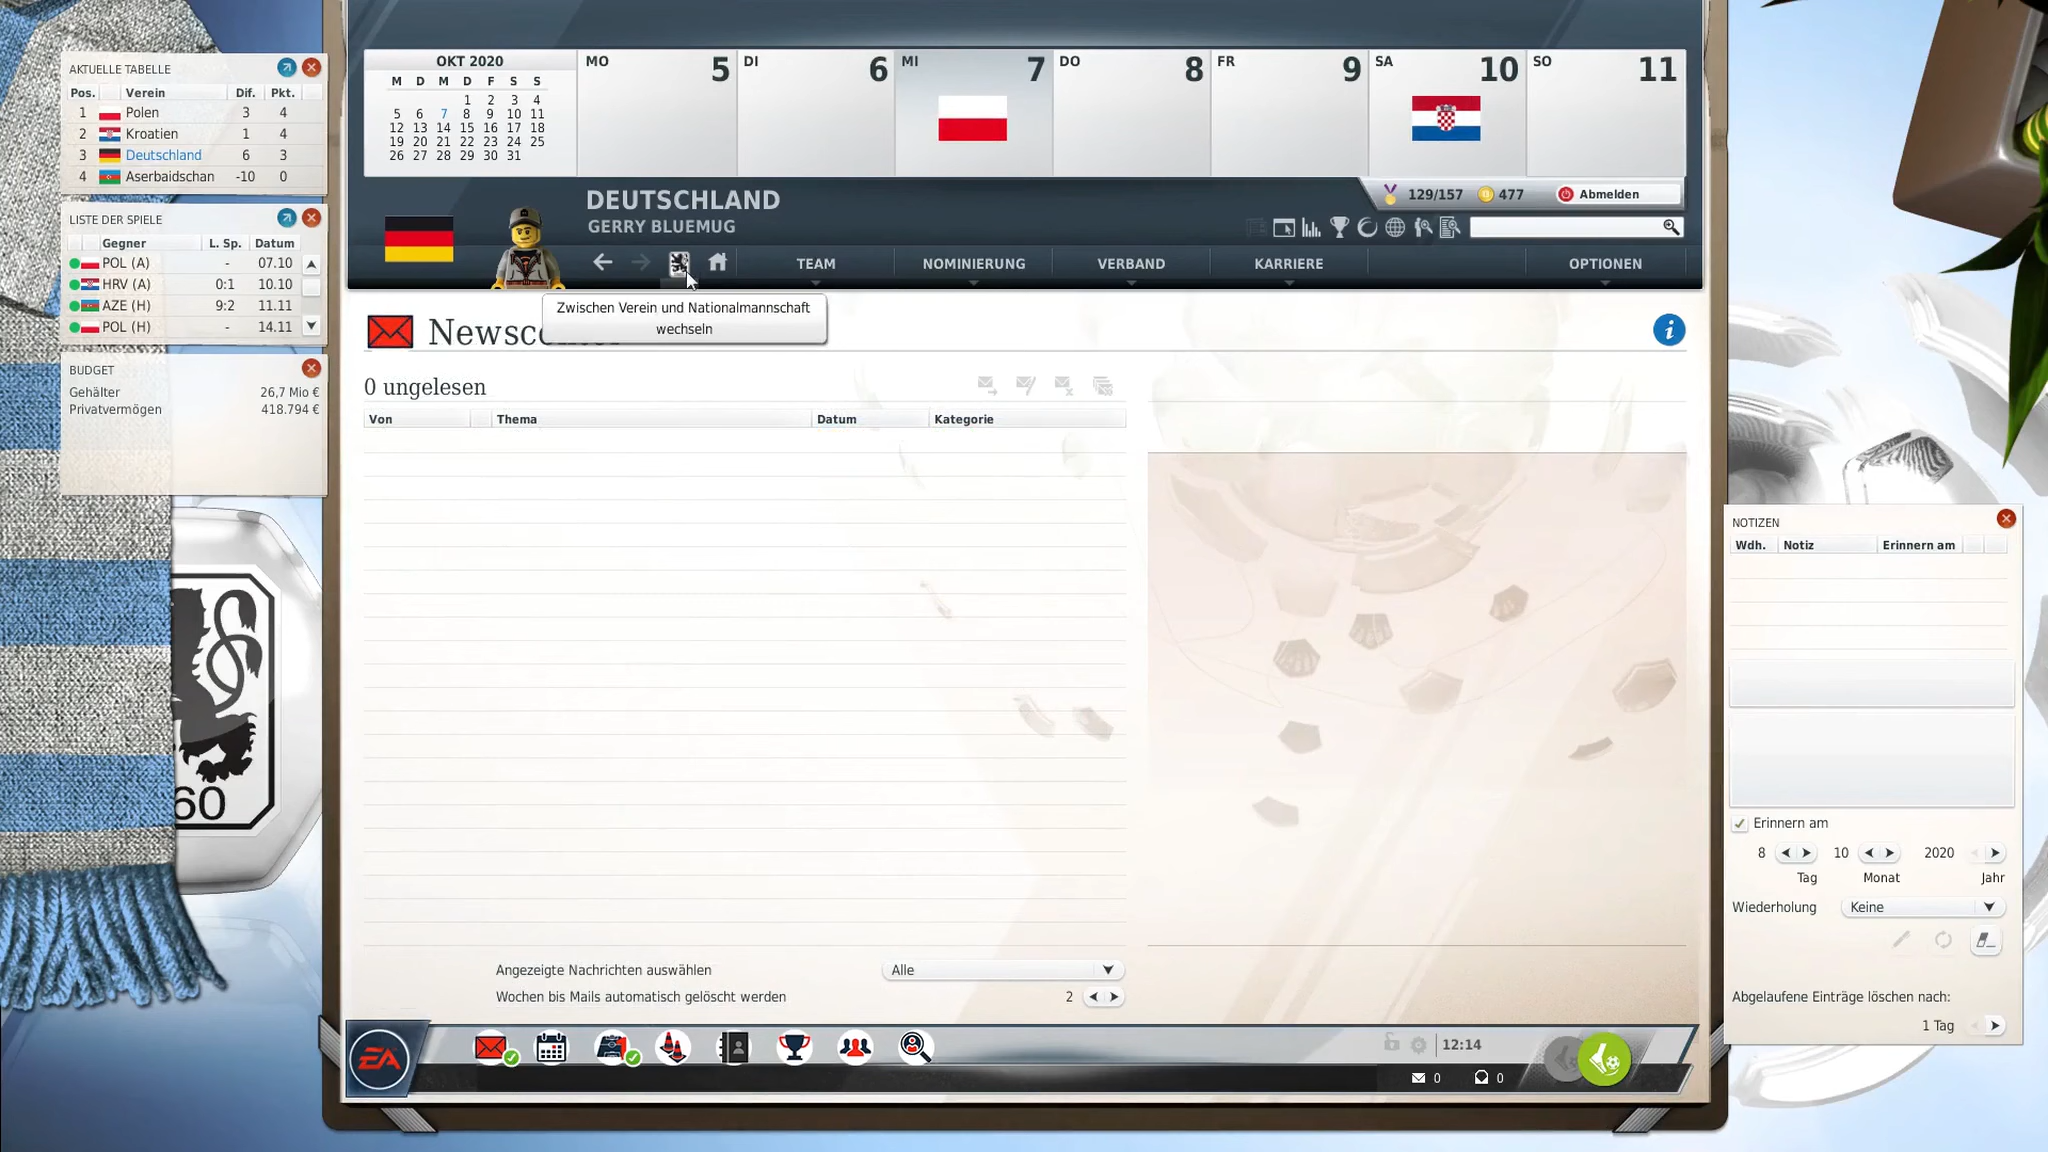 AKTUELLE TABELLE
Pos. Verein Dif. Pkt.
1 Polen 3 4
2 Kroatien 1 4
3 Deutschland 6 3
4 Aserbaidschan -10 0
LISTE DER SPIELE
Gegner L. Sp. Datum
POL (A) - 07.10
HRV (A) 0:1 10.10
AZE (H) 9:2 11.11
POL (H) - 14.11
BUDGET
Gehälter 26,7 Mio €
Privatvermögen 418.794 €
OKT 2020
M D M D F S S
1 2 3 4
5 6 7 8 9 10 11
12 13 14 15 16 17 18
19 20 21 22 23 24 25
26 27 28 29 30 31
MO 5
DI 6
MI 7
DO 8
FR 9
SA 10
SO 11
DEUTSCHLAND
GERRY BLUEMUG
129/157 477 Abmelden
TEAM NOMINIERUNG VERBAND KARRIERE OPTIONEN
Zwischen Verein und Nationalmannschaft
wechseln
Newsc
0 ungelesen
Von Thema Datum Kategorie
Angezeigte Nachrichten auswählen Alle
Wochen bis Mails automatisch gelöscht werden 2
EA
12:14
0 0
60
NOTIZEN
Wdh. Notiz Erinnern am
Erinnern am
8 10 2020
Tag Monat Jahr
Wiederholung Keine
Abgelaufene Einträge löschen nach:
1 Tag